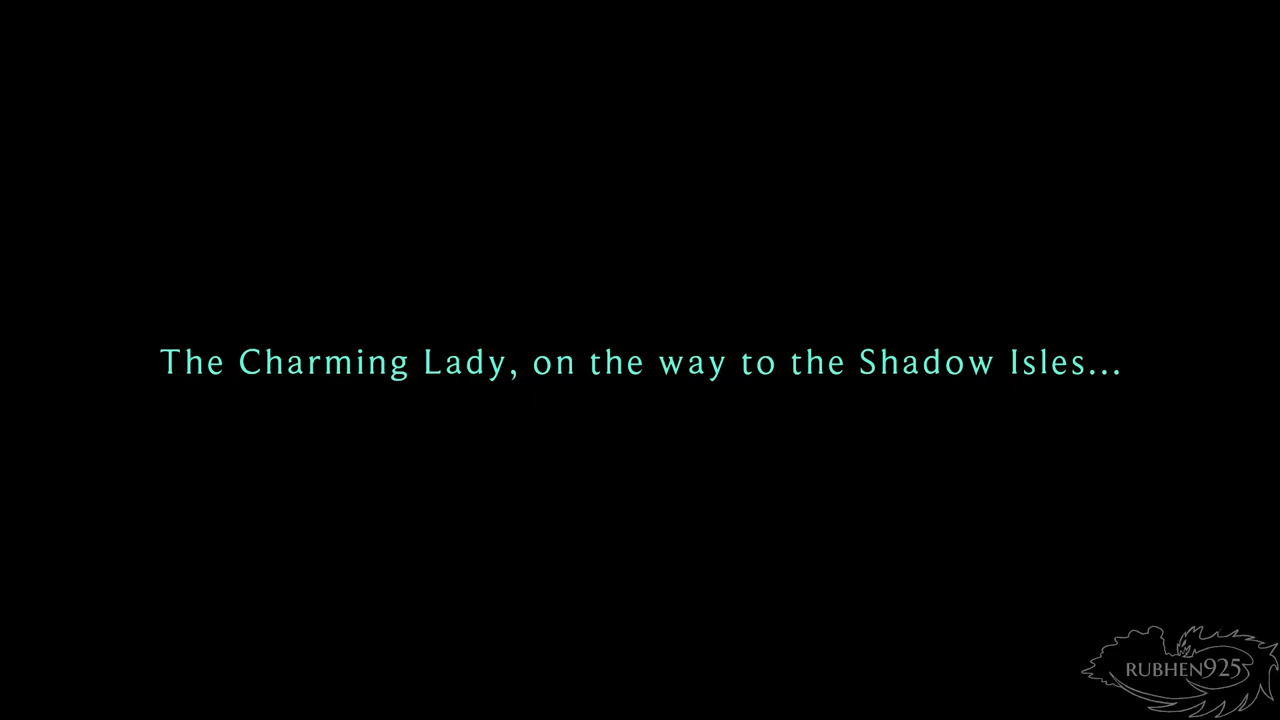 The Charming Lady, on the way to the Shadow Isles...
RUBHEN925